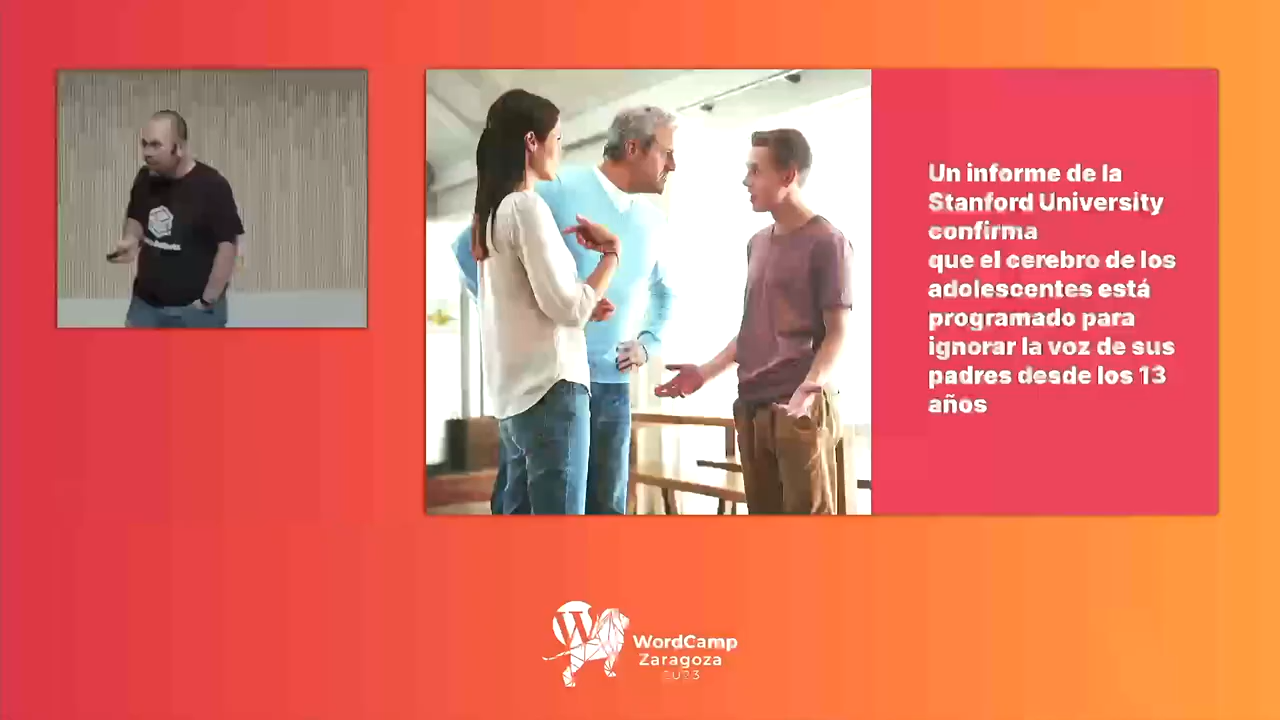 Un informe de la
Stanford University
confirma
que el cerebro de los
adolescentes está
programado para
ignorar la voz de sus
padres desde los 13
años
WordCamp
Zaragoza
2023